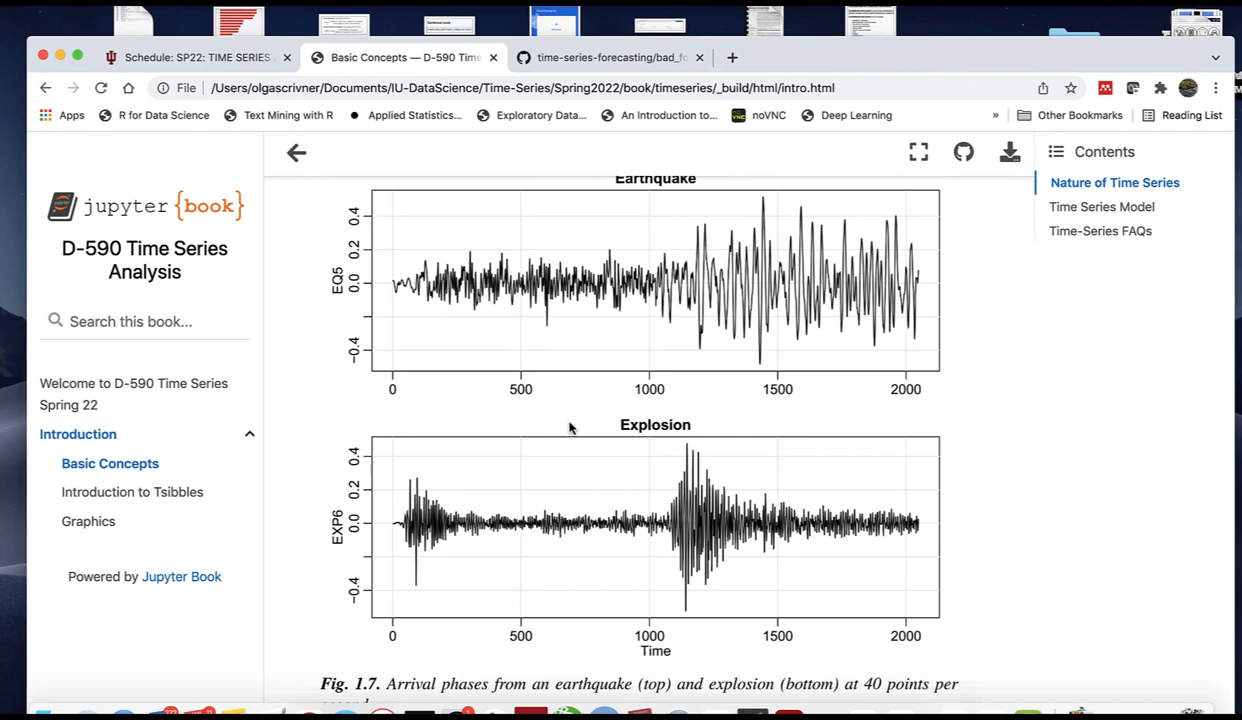 Schedule: SP22: TIME SERIES
Basic Concepts — D-590 Time
time-series-forecasting/bad_fo
File
/Users/olgascrivner/Documents/IU-DataScience/Time-Series/Spring2022/book/timeseries/_build/html/intro.html
Apps
R for Data Science
Text Mining with R
Applied Statistics...
Exploratory Data...
An Introduction to...
noVNC
Deep Learning
»
Other Bookmarks
Reading List
jupyter {book}
D-590 Time Series
Analysis
Search this book...
Welcome to D-590 Time Series
Spring 22
Introduction
Basic Concepts
Introduction to Tsibbles
Graphics
Powered by Jupyter Book
Earthquake
EQ5
0.4
0.2
0.0
−0.4
0 500 1000 1500 2000
Explosion
EXP6
0.4
0.2
0.0
−0.4
0 500 1000 1500 2000
Time
Fig. 1.7. Arrival phases from an earthquake (top) and explosion (bottom) at 40 points per
Contents
Nature of Time Series
Time Series Model
Time-Series FAQs